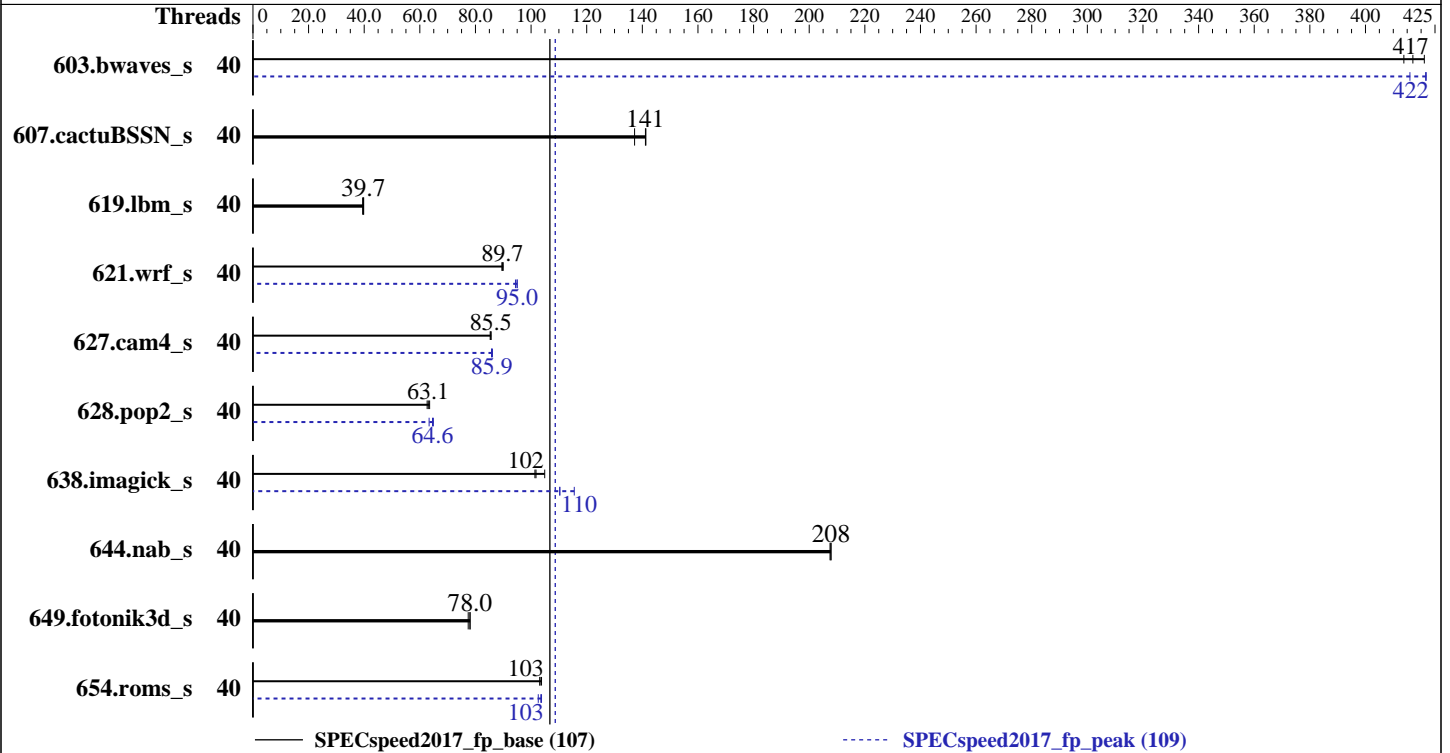 Threads 0 20.0 40.0 60.0 80.0 100 120 140 160 180 200 220 240 260 280 300 320 340 360 380 400 425
417
603.bwaves_s 40
422
141
607.cactuBSSN_s 40
39.7
619.lbm_s 40
89.7
621.wrf_s 40
95.0
85.5
627.cam4_s 40
85.9
63.1
628.pop2_s 40
64.6
102
638.imagick_s 40
110
208
644.nab_s 40
78.0
649.fotonik3d_s 40
103
654.roms_s 40
103
SPECspeed2017_fp_base (107) SPECspeed2017_fp_peak (109)